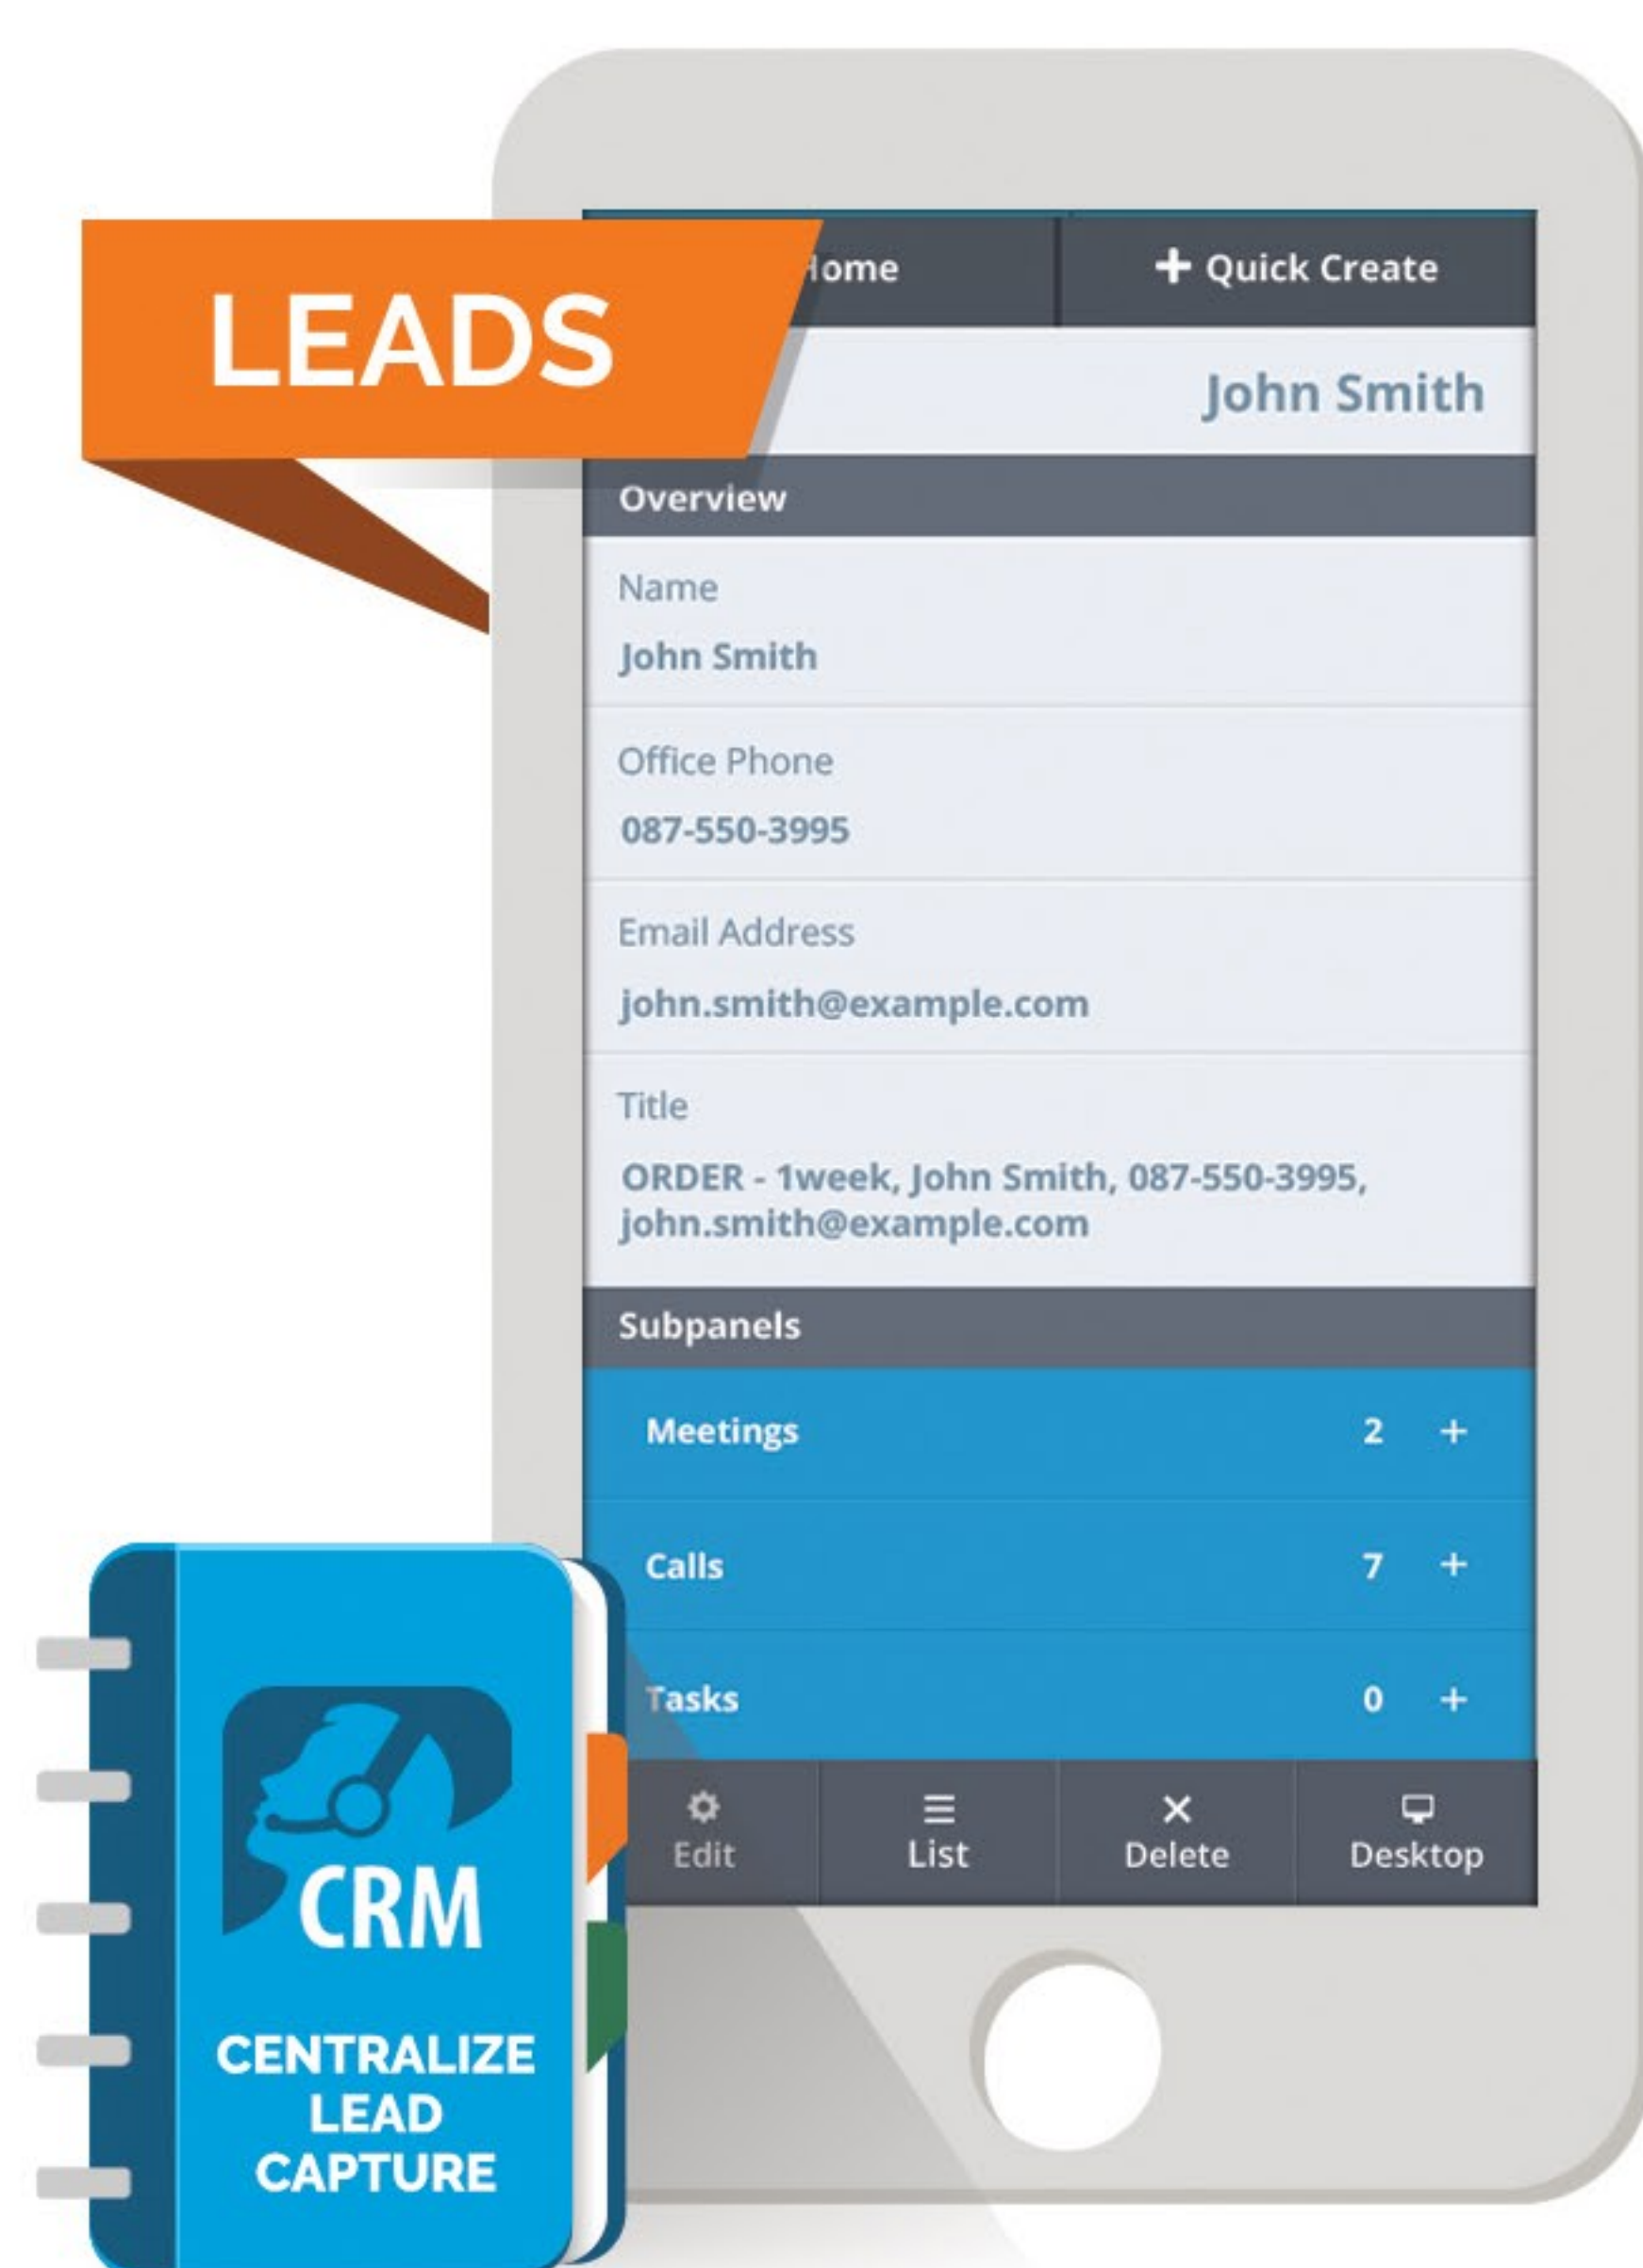 LEADS
Home
+ Quick Create
John Smith
Overview
Name
John Smith
Office Phone
087-550-3995
Email Address
john.smith@example.com
Title
ORDER - 1week, John Smith, 087-550-3995,
john.smith@example.com
Subpanels
Meetings 2 +
Calls 7 +
Tasks 0 +
Edit List Delete Desktop
CRM
CENTRALIZE
LEAD
CAPTURE